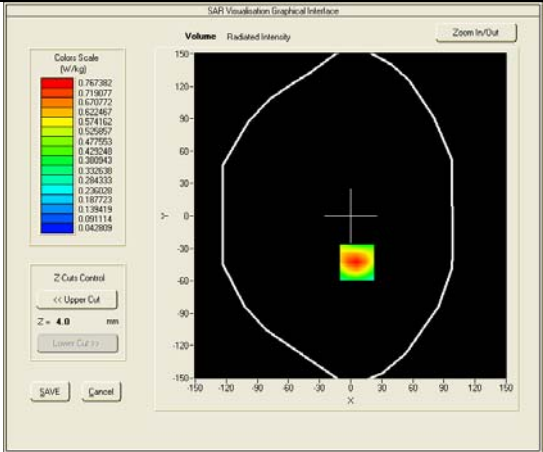 SAR Visualisation Graphical Interface
Volume Radiated Intensity
Zoom In/Out
Colors Scale
(W/kg)
0.767382
0.719077
0.670772
0.622467
0.574162
0.525857
0.477553
0.429248
0.380943
0.332638
0.284333
0.236028
0.187723
0.139419
0.091114
0.042809
Z-Cuts Control
<< Upper Cut
Z = 4.0 mm
Lower Cut >>
SAVE Cancel
150-
120-
90-
60-
30-
Y 0-
-30-
-60-
-90-
-120-
-150-
-150 -120 -90 -60 -30 0 30 60 90 120 150
X